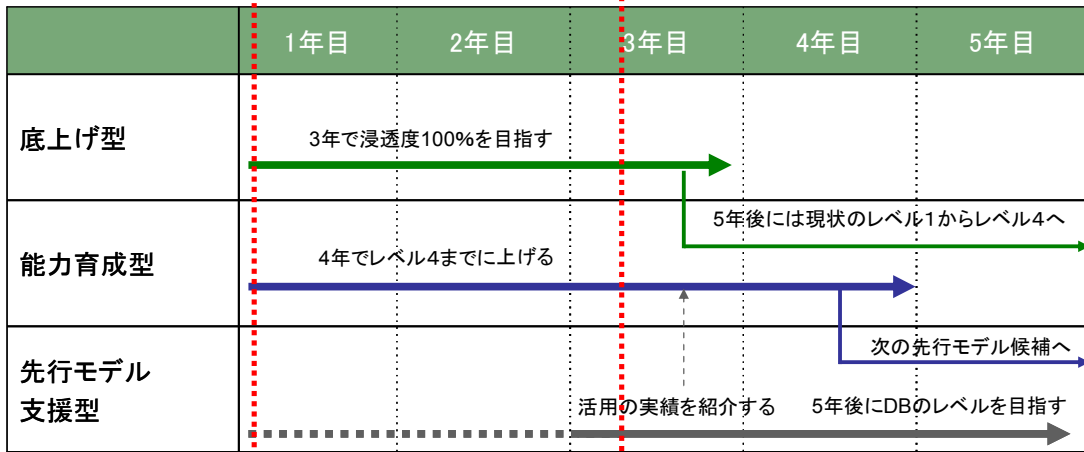 1年目
2年目
3年目
4年目
5年目
底上げ型
3年で浸透度100%を目指す
5年後には現状のレベル1からレベル4へ
能力育成型
4年でレベル4までに上げる
次の先行モデル候補へ
先行モデル
支援型
活用の実績を紹介する
5年後にDBのレベルを目指す